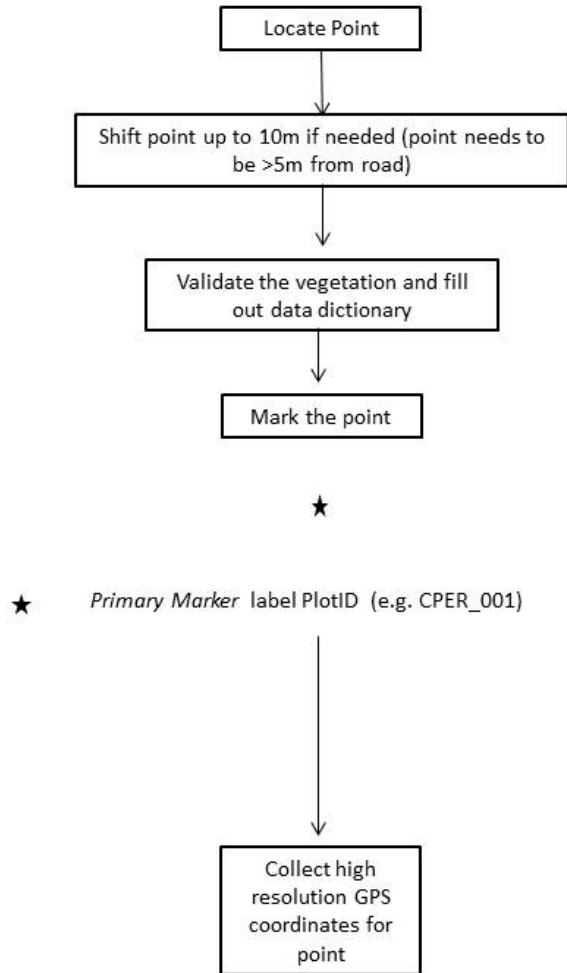 Locate Point
Shift point up to 10m if needed (point needs to
be >5m from road)
Validate the vegetation and fill
out data dictionary
Mark the point
Primary Marker label PlotID (e.g. CPER_001)
Collect high
resolution GPS
coordinates for
point